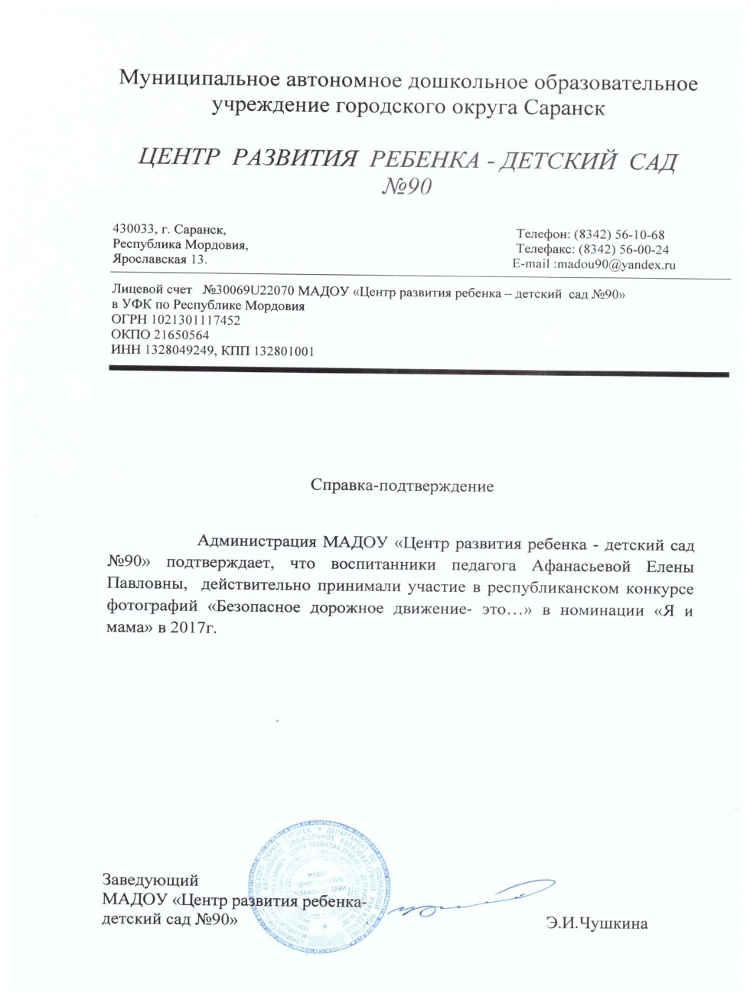 Муниципальное автономное дошкольное образовательное
учреждение городского округа Саранск
ЦЕНТР РАЗВИТИЯ РЕБЕНКА - ДЕТСКИЙ САД
№90
430033, г. Саранск,
Республика Мордовия,
Ярославская 13.
Телефон: (8342) 56-10-68
Телефакс: (8342) 56-00-24
E-mail :madou90@yandex.ru
Лицевой счет №30069U22070 МАДОУ «Центр развития ребенка – детский сад №90»
в УФК по Республике Мордовия
ОГРН 1021301117452
ОКПО 21650564
ИНН 1328049249, КПП 132801001
Справка-подтверждение
Администрация МАДОУ «Центр развития ребенка - детский сад
№90» подтверждает, что воспитанники педагога Афанасьевой Елены
Павловны, действительно принимали участие в республиканском конкурсе
фотографий «Безопасное дорожное движение- это…» в номинации «Я и
мама» в 2017г.
Заведующий
МАДОУ «Центр развития ребенка-
детский сад №90»
Э.И.Чушкина